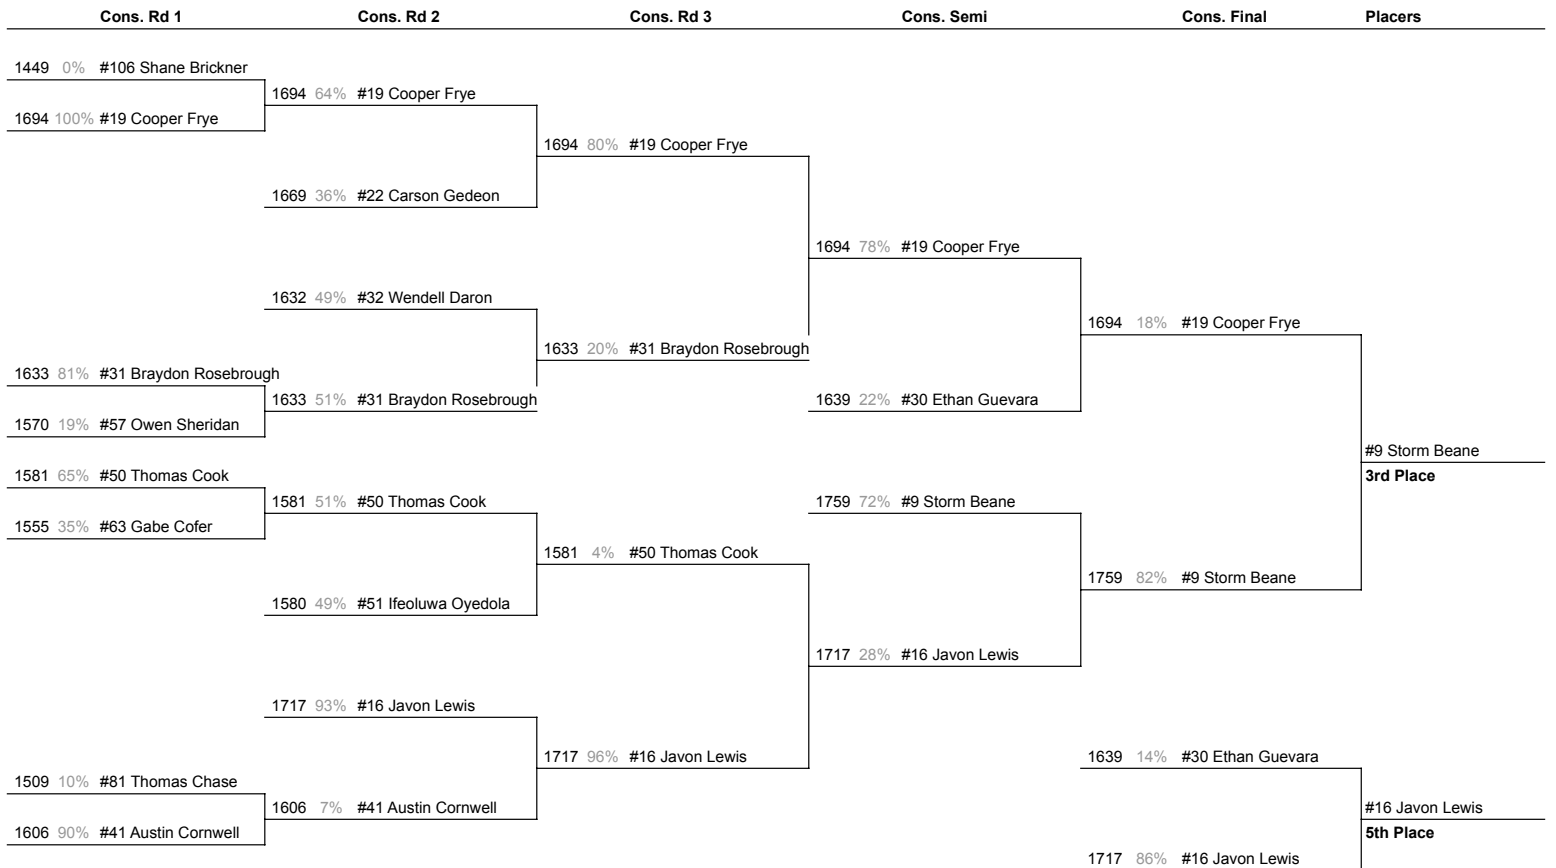 Cons. Rd 1 Cons. Rd 2 Cons. Rd 3 Cons. Semi Cons. Final Placers
1449 0% #106 Shane Brickner
1694 64% #19 Cooper Frye
1694 100% #19 Cooper Frye
1694 80% #19 Cooper Frye
1669 36% #22 Carson Gedeon
1694 78% #19 Cooper Frye
1632 49% #32 Wendell Daron
1694 18% #19 Cooper Frye
1633 20% #31 Braydon Rosebrough
1633 81% #31 Braydon Rosebrough
1633 51% #31 Braydon Rosebrough
1639 22% #30 Ethan Guevara
1570 19% #57 Owen Sheridan
#9 Storm Beane
1581 65% #50 Thomas Cook
3rd Place
1581 51% #50 Thomas Cook
1759 72% #9 Storm Beane
1555 35% #63 Gabe Cofer
1581 4% #50 Thomas Cook
1759 82% #9 Storm Beane
1580 49% #51 Ifeoluwa Oyedola
1717 28% #16 Javon Lewis
1717 93% #16 Javon Lewis
1717 96% #16 Javon Lewis
1639 14% #30 Ethan Guevara
1509 10% #81 Thomas Chase
1606 7% #41 Austin Cornwell
#16 Javon Lewis
1606 90% #41 Austin Cornwell
5th Place
1717 86% #16 Javon Lewis